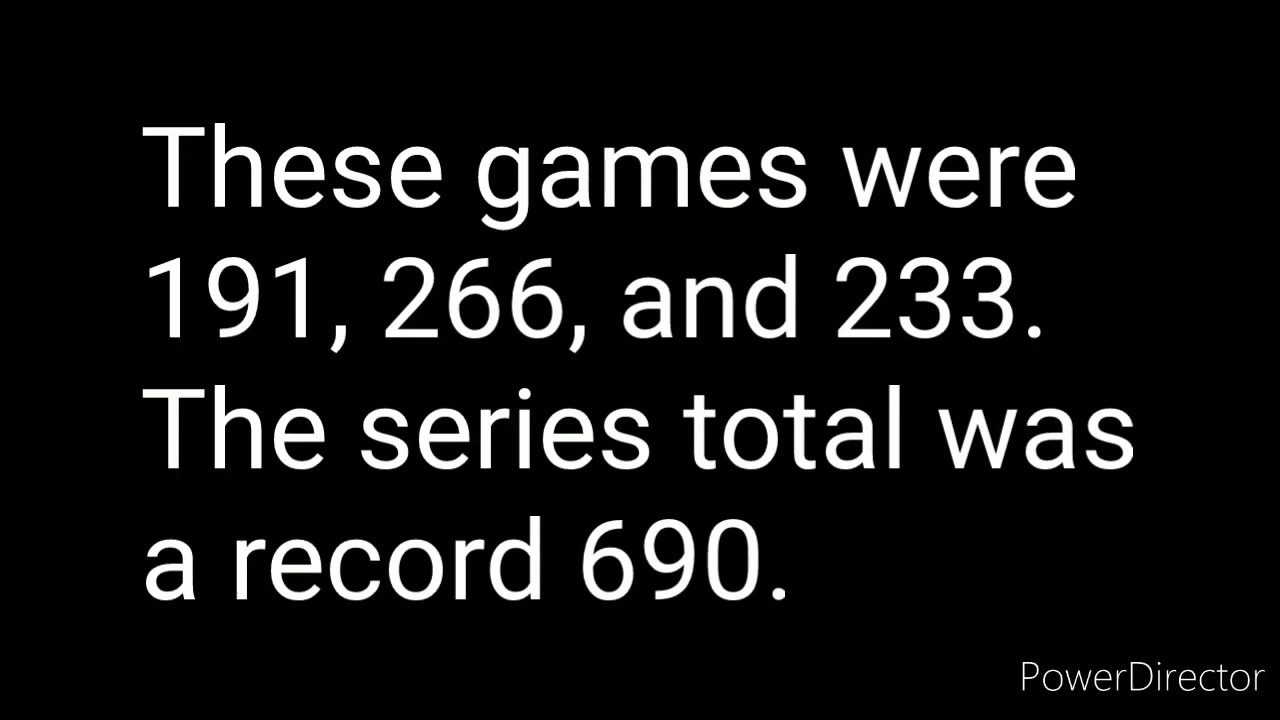 These games were
191, 266, and 233.
The series total was
a record 690.
PowerDirector